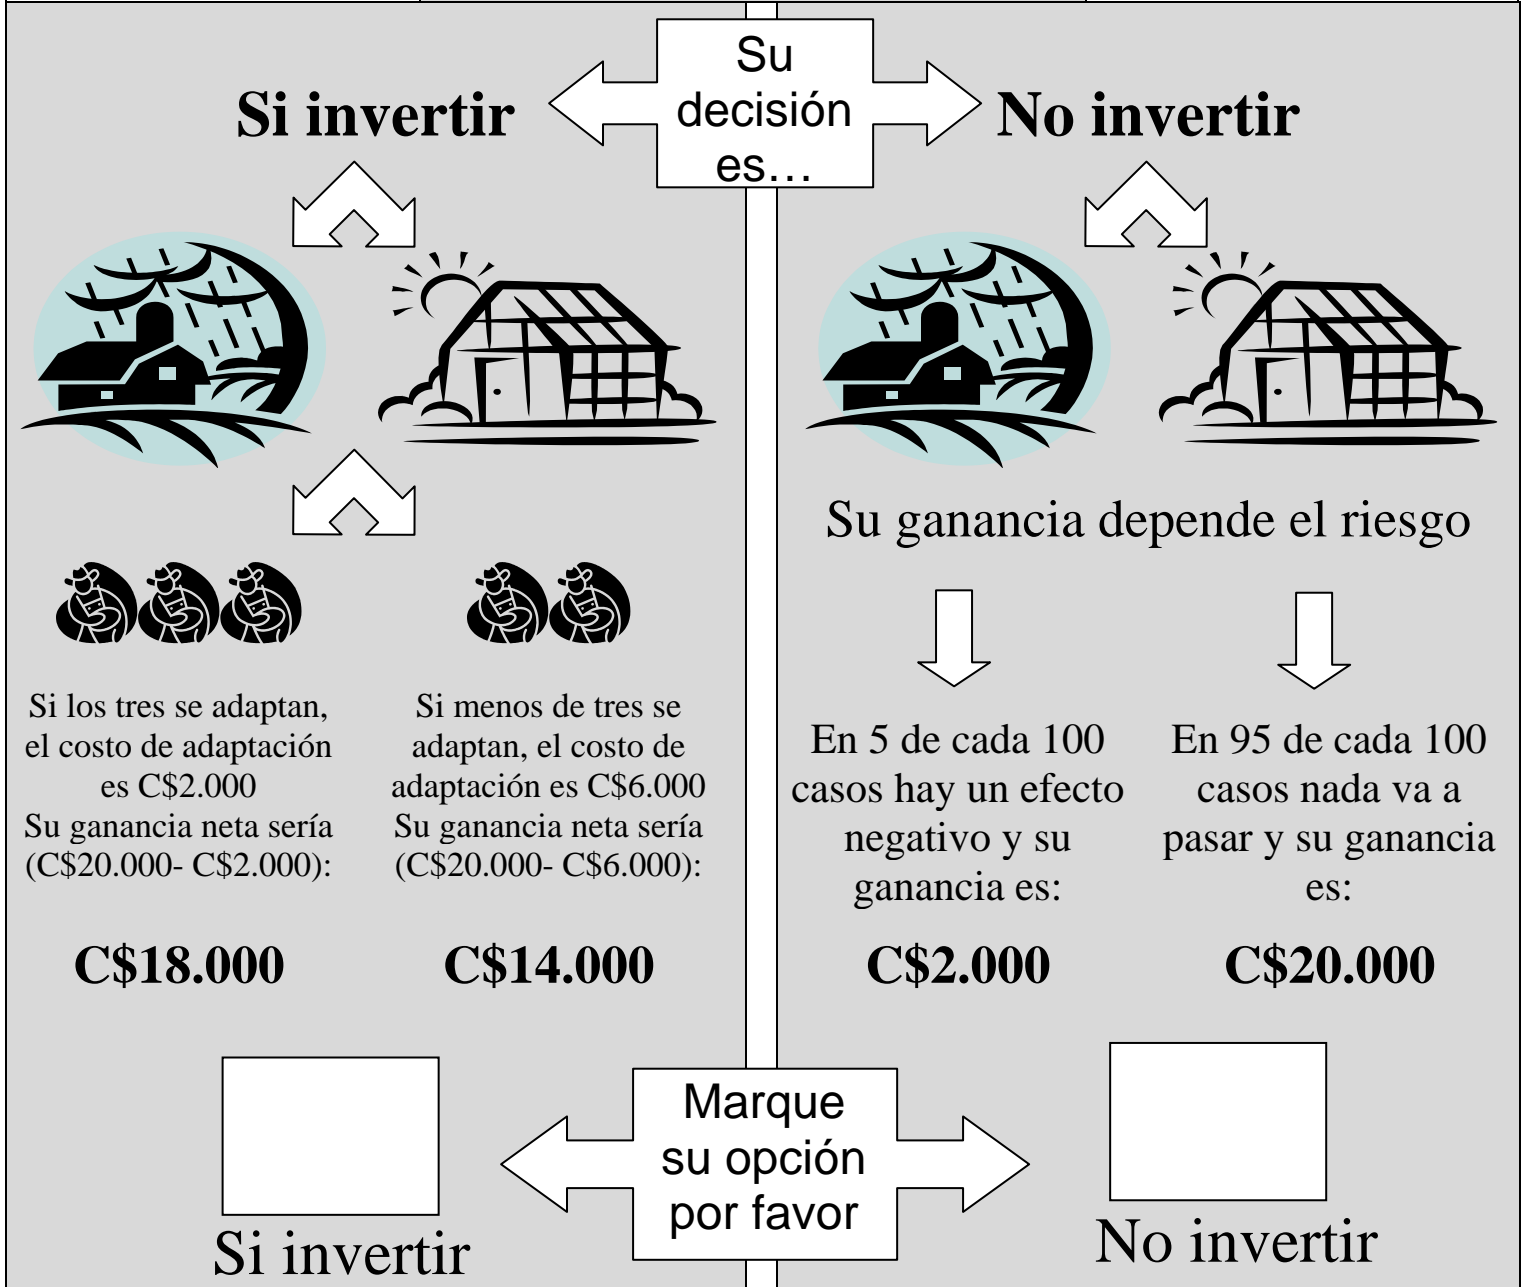 Su
decisión
es…
Si invertir
No invertir
Si los tres se adaptan,
el costo de adaptación
es C$2.000
Su ganancia neta sería
(C$20.000- C$2.000):
C$18.000
Si menos de tres se
adaptan, el costo de
adaptación es C$6.000
Su ganancia neta sería
(C$20.000- C$6.000):
C$14.000
Su ganancia depende el riesgo
En 5 de cada 100
casos hay un efecto
negativo y su
ganancia es:
C$2.000
En 95 de cada 100
casos nada va a
pasar y su ganancia
es:
C$20.000
Marque
su opción
por favor
Si invertir
No invertir